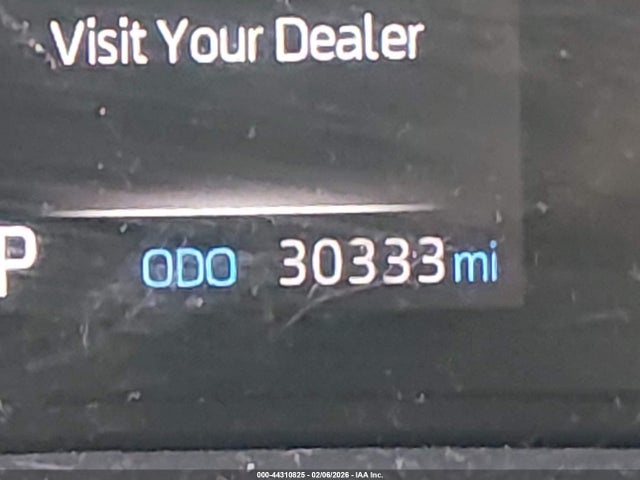 Visit Your Dealer
P ODO 30333 mi
000-44310825 - 02/06/2026 - IAA Inc.